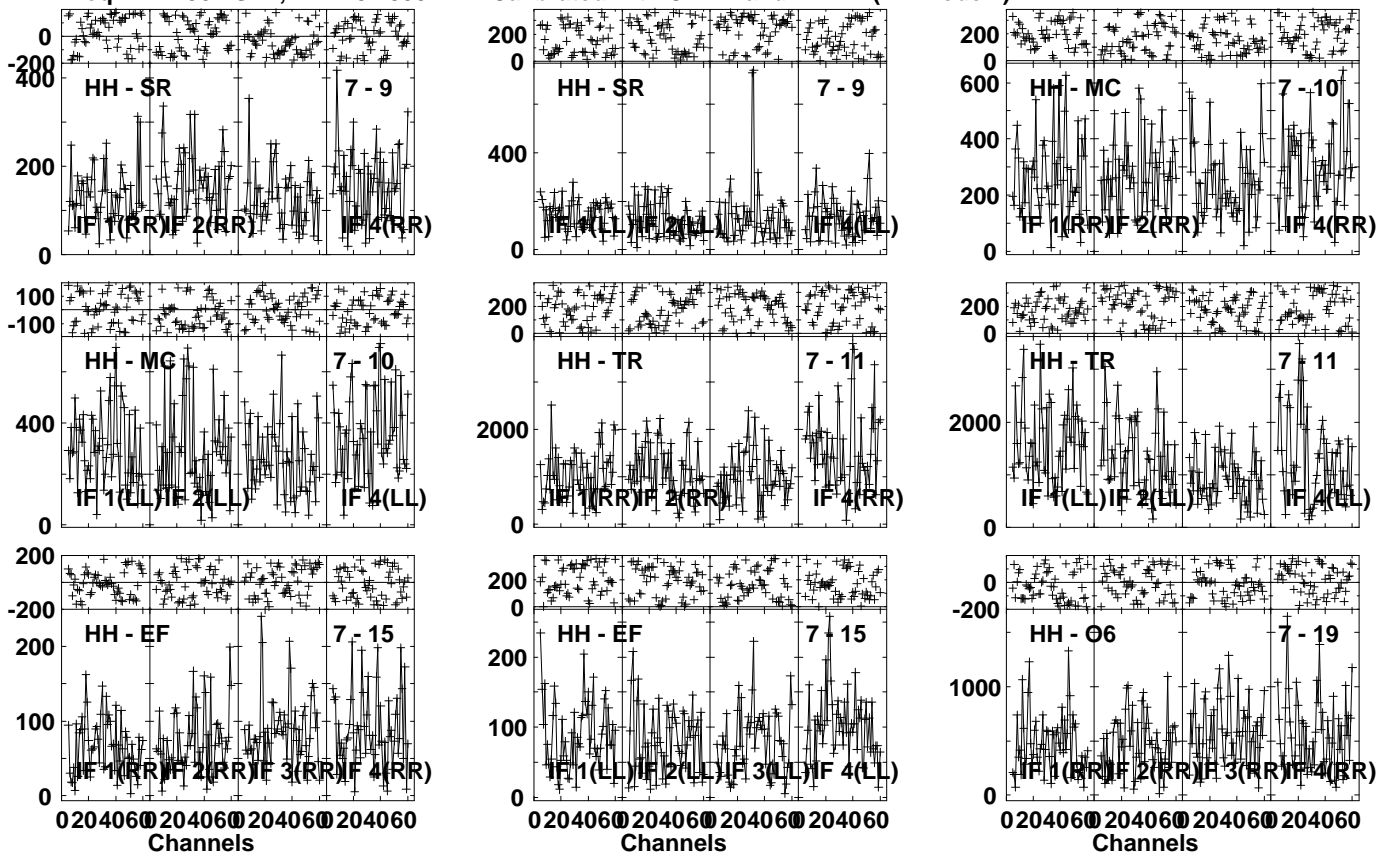 0 200 200
-200 0 0
400 HH - SR 7 - 9 HH - SR 7 - 9 600 HH - MC 7 - 10
400
200 400
200
IF 1(RR) IF 2(RR) IF 4(RR) IF 1(LL) IF 2(LL) IF 4(LL) IF 1(RR) IF 2(RR) IF 4(RR)
0 0 0
100 200 200
-100 0 0
HH - MC 7 - 10 HH - TR 7 - 11 HH - TR 7 - 11
400 2000 2000
IF 1(LL) IF 2(LL) IF 4(LL) IF 1(RR) IF 2(RR) IF 4(RR) IF 1(LL) IF 2(LL) IF 4(LL)
0 0 0
200 200 0
-200 0 -200
HH - EF 7 - 15 HH - EF 7 - 15 HH - O6 7 - 19
200 200 1000
100 100
IF 1(RR) IF 2(RR) IF 3(RR) IF 4(RR) IF 1(LL) IF 2(LL) IF 3(LL) IF 4(LL) IF 1(RR) IF 2(RR) IF 3(RR) IF 4(RR)
0 0 0
0 20 40 60 0 20 40 60 0 20 40 60 0 20 40 60 0 20 40 60 0 20 40 60 0 20 40 60 0 20 40 60 0 20 40 60 0 20 40 60 0 20 40 60 0 20 40 60
Channels Channels Channels